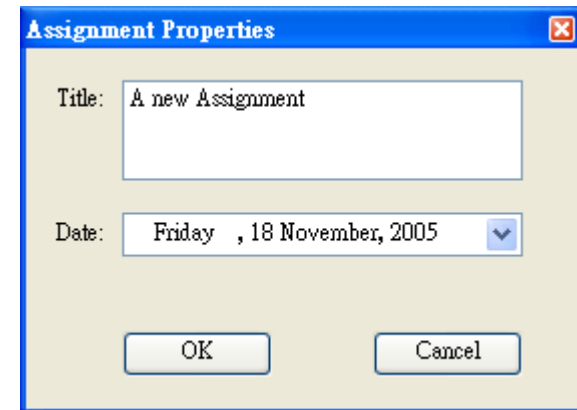 Assignment Properties
Title: A new Assignment
Date: Friday , 18 November, 2005
OK Cancel